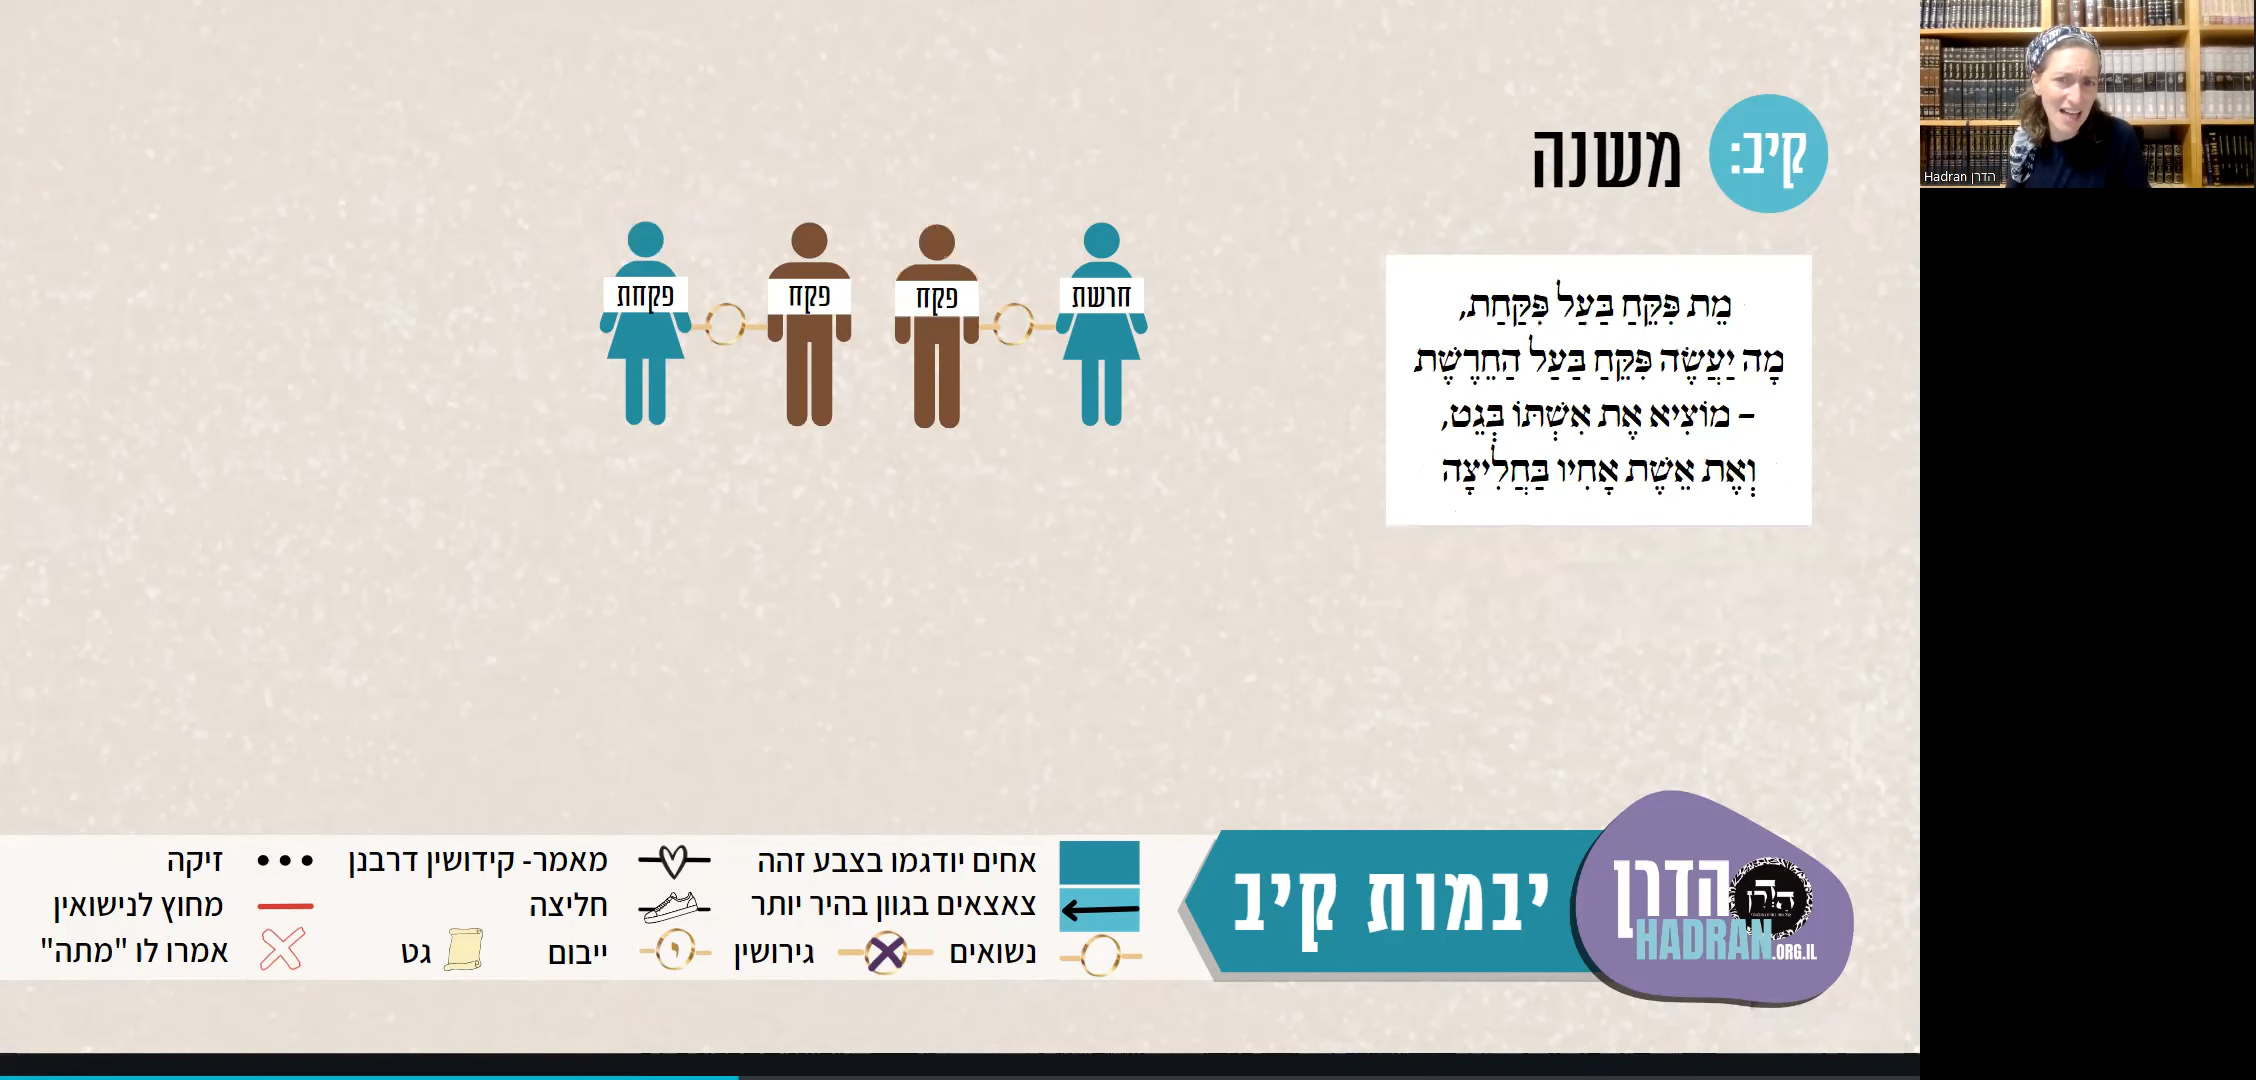 קיב:
משנה
מֵת פִּקֵּחַ בַּעַל פִּקַּחַת,
מָה יַעֲשֶׂה פִּקֵּחַ בַּעַל הַחֵרֶשֶׁת
– מוֹצִיא אֶת אִשְׁתּוֹ בְּגֵט,
וְאֶת אֵשֶׁת אָחִיו בַּחֲלִיצָה
חרשת
פקח
פקח
פקחת
Hadran הדרן
הדרן
HADRAN.ORG.IL
יבמות קיב
אחים יודגמו בצבע זהה
צאצאים בגוון בהיר יותר
נשואים
גירושין
מאמר- קידושין דרבנן
חליצה
ייבום
גט
זיקה
מחוץ לנישואין
אמרו לו "מתה"